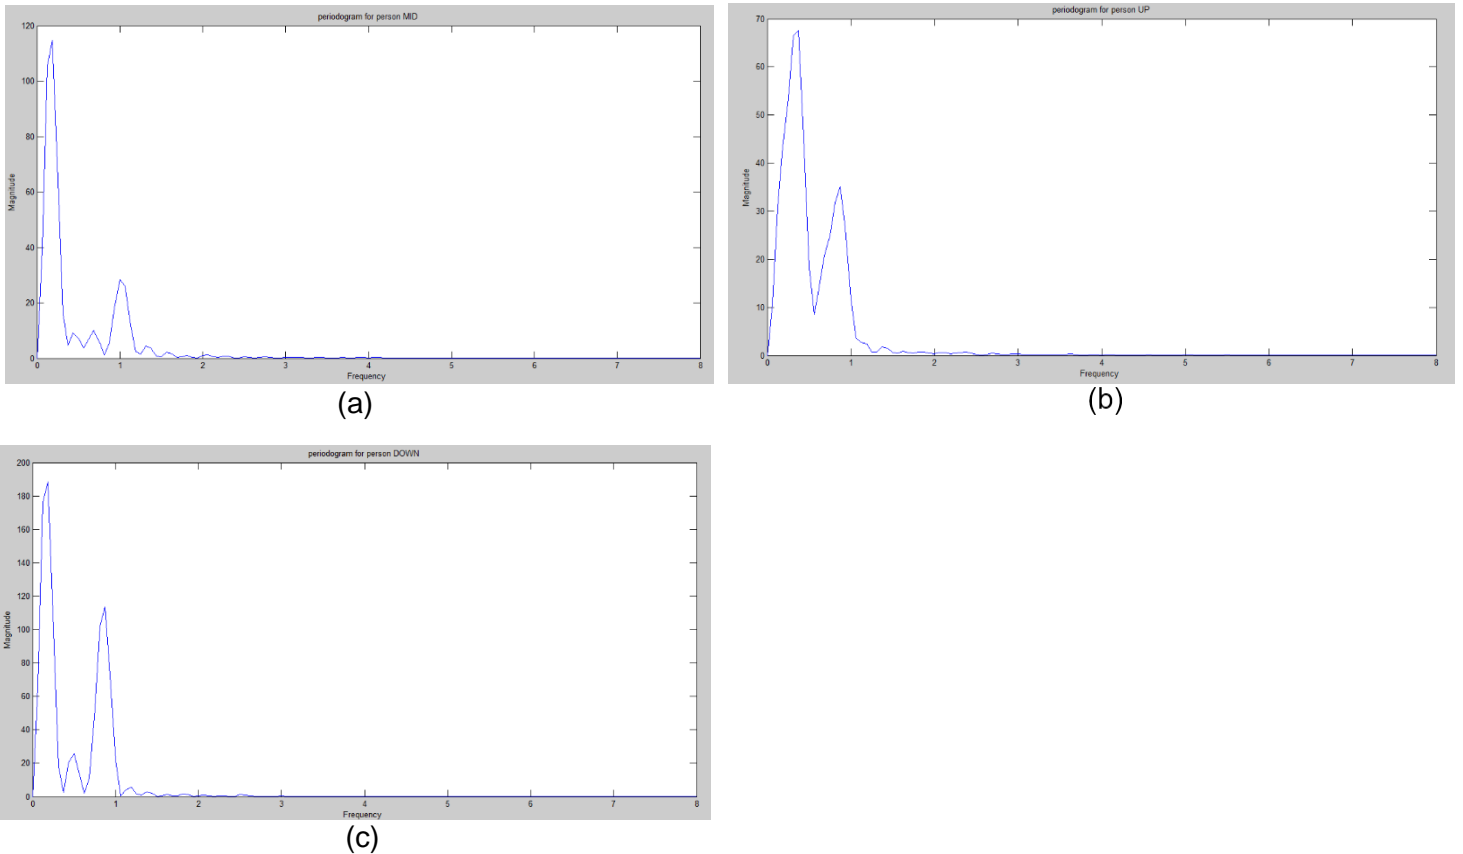 periodogram for person MID
120
100
80
60
40
20
0
Magnitude
0 1 2 3 4 5 6 7 8
Frequency
(a)
periodogram for person UP
70
60
50
40
30
20
10
0
Magnitude
0 1 2 3 4 5 6 7 8
Frequency
(b)
periodogram for person DOWN
200
180
160
140
120
100
80
60
40
20
0
Magnitude
0 1 2 3 4 5 6 7 8
Frequency
(c)